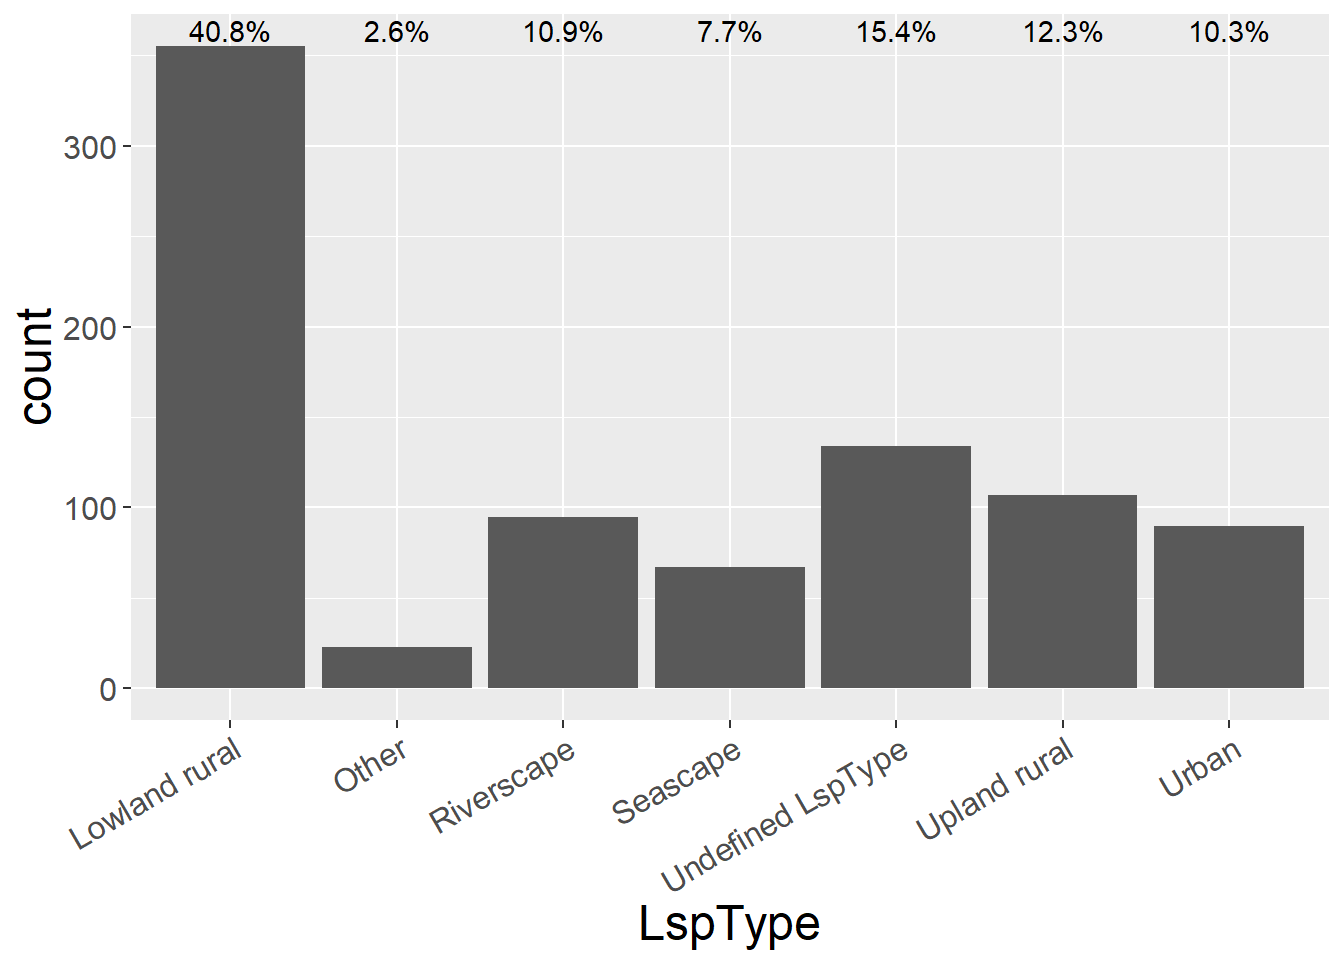 40.8% 2.6% 10.9% 7.7% 15.4% 12.3% 10.3%
300
200
100
0
count
Lowland rural
Other
Riverscape
Seascape
Undefined LspType
Upland rural
Urban
LspType